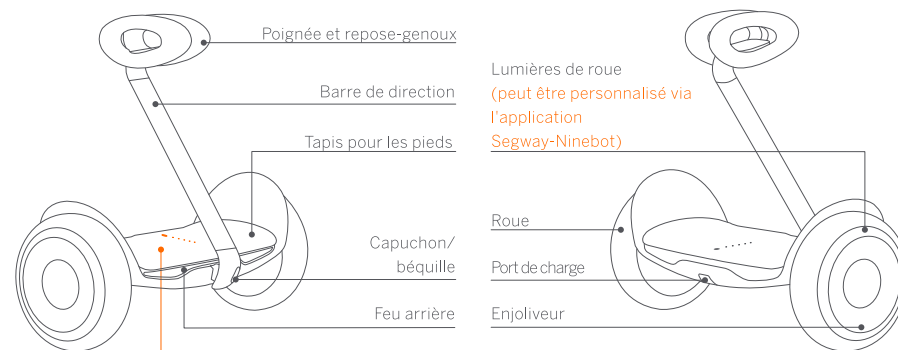 Poignée et repose-genoux
Barre de direction
Tapis pour les pieds
Capuchon/
béquille
Feu arrière
Lumières de roue
(peut être personnalisé via
l'application
Segway-Ninebot)
Roue
Port de charge
Enjoliveur